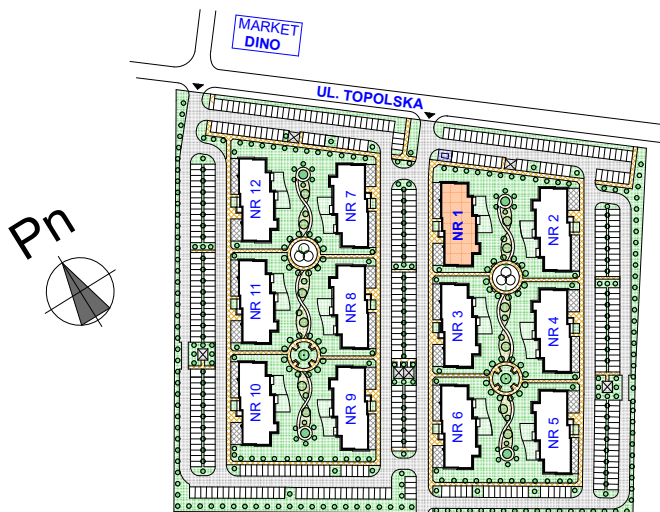 MARKET
DINO
UL. TOPOLSKA
Pn
NR 12
NR 7
NR 1
NR 2
NR 11
NR 8
NR 3
NR 4
NR 10
NR 9
NR 6
NR 5